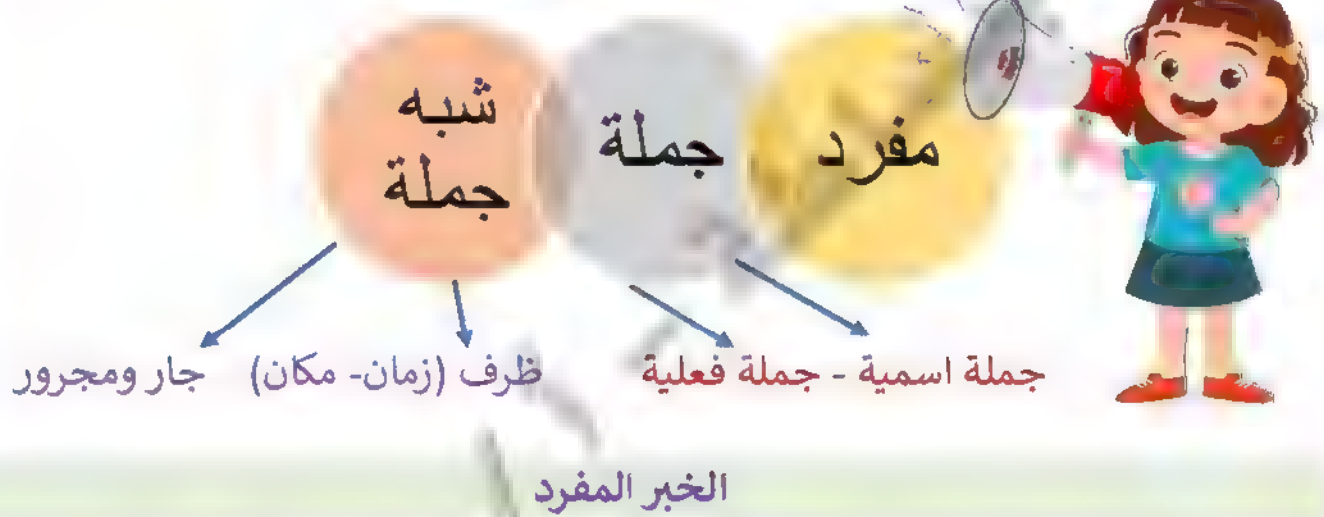 مفرد
جملة
شبه
جملة
جملة اسمية - جملة فعلية
ظرف (زمان- مكان)
جار ومجرور
الخبر المفرد